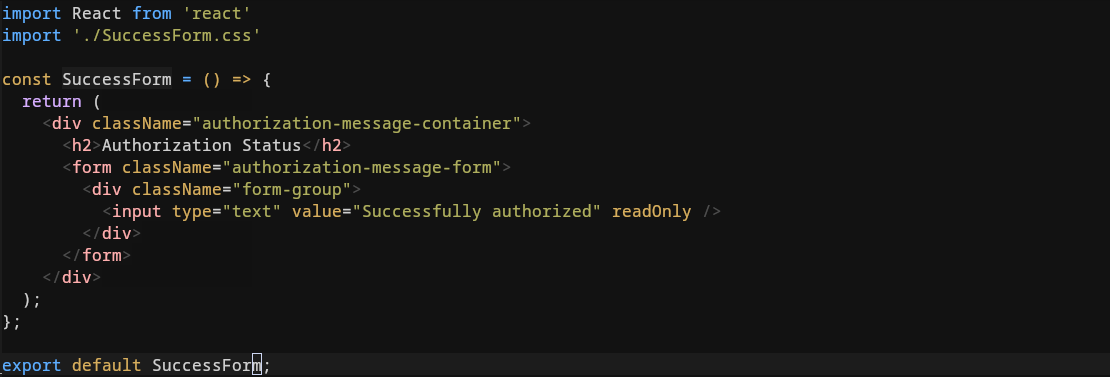 import React from 'react'
import './SuccessForm.css'
const SuccessForm = () => {
  return (
    <div className="authorization-message-container">
      <h2>Authorization Status</h2>
      <form className="authorization-message-form">
        <div className="form-group">
          <input type="text" value="Successfully authorized" readOnly />
        </div>
      </form>
    </div>
  );
};
export default SuccessForm;